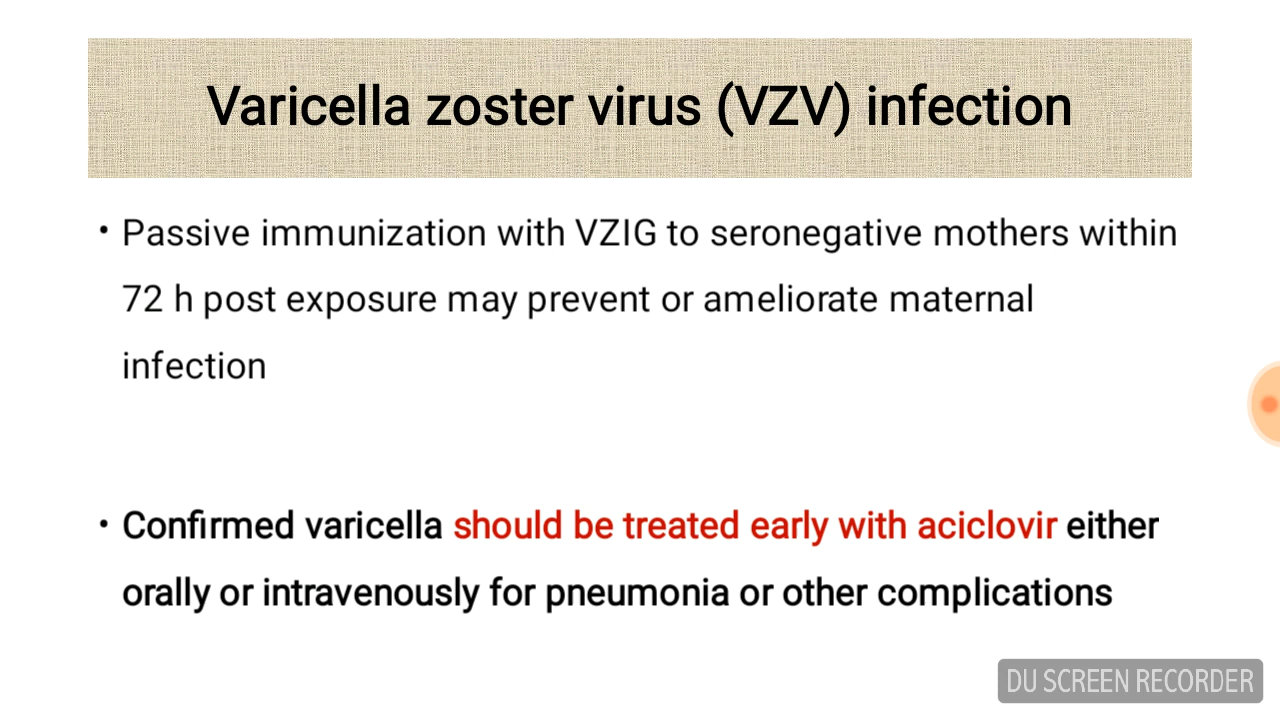 Varicella zoster virus (VZV) infection
• Passive immunization with VZIG to seronegative mothers within
72 h post exposure may prevent or ameliorate maternal
infection
• Confirmed varicella should be treated early with aciclovir either
orally or intravenously for pneumonia or other complications
DU SCREEN RECORDER